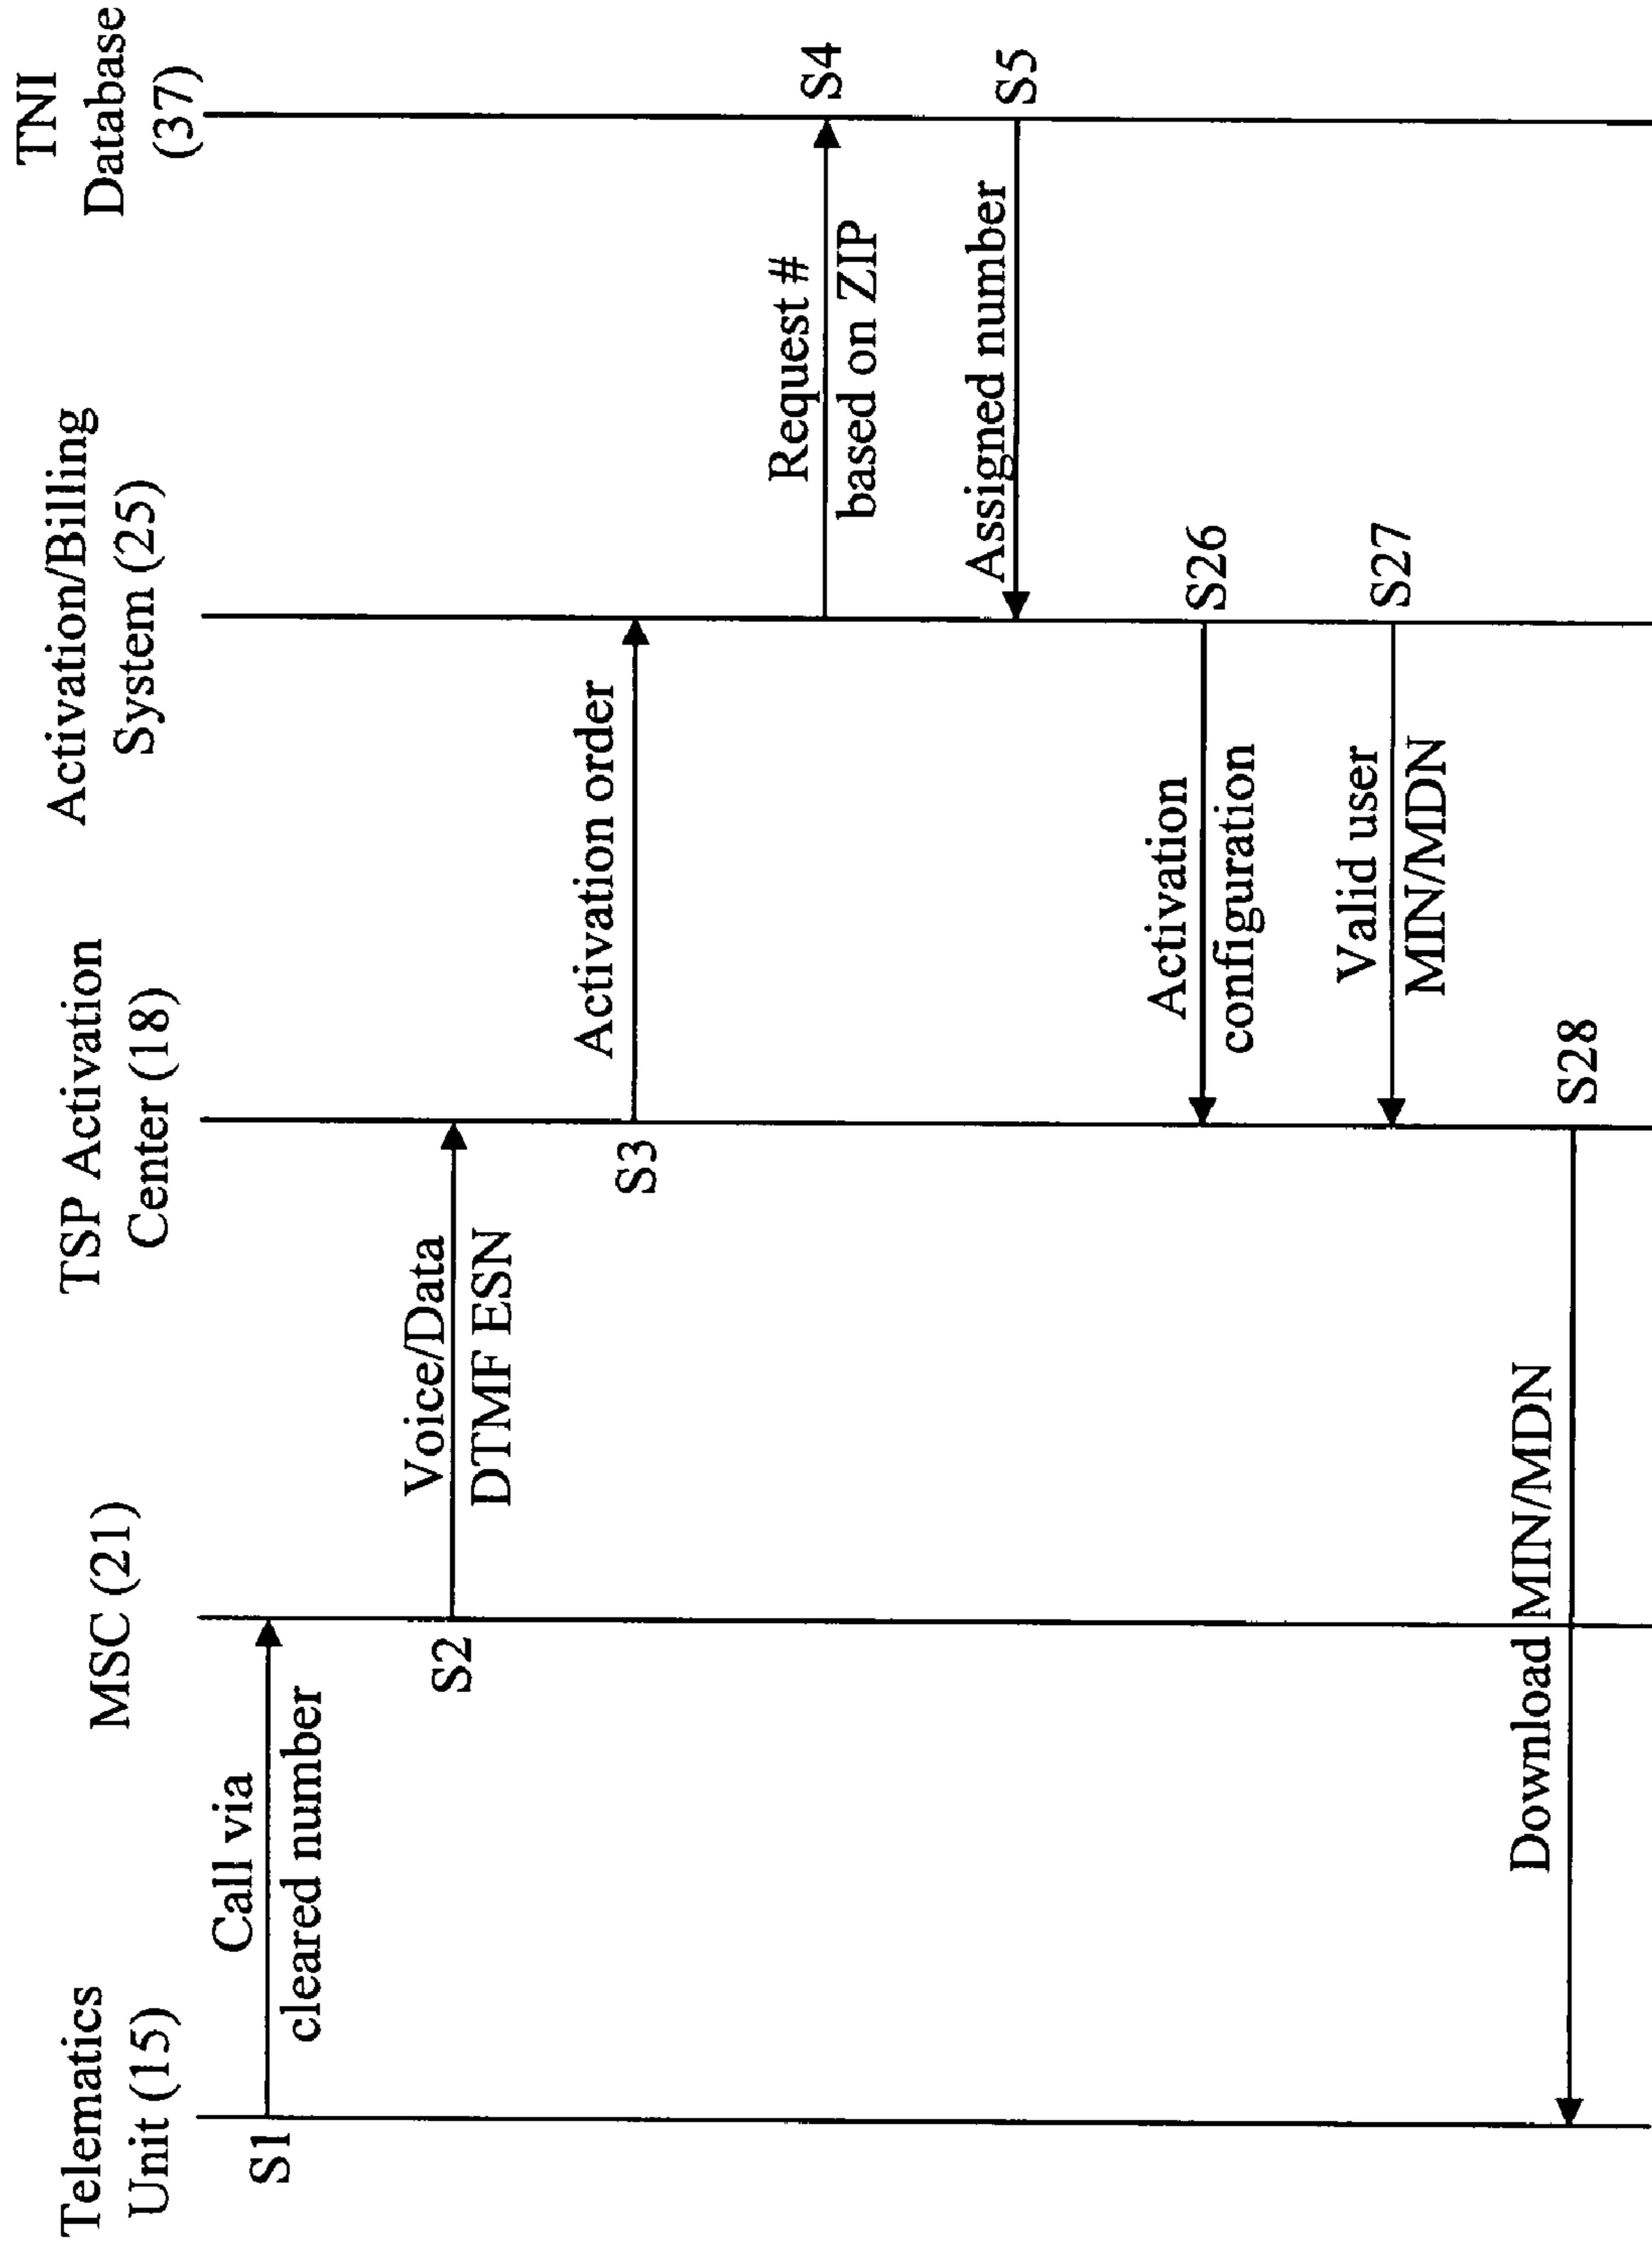 Telematics
Unit (15)
MSC (21)
TSP Activation
Center (18)
Activation/Billing
System (25)
TNI
Database
(37)
S1
Call via
cleared number
S2
Voice/Data
DTMF ESN
S3
Activation order
Request #
based on ZIP
S4
Assigned number
S5
Activation
configuration
S26
Valid user
MIN/MDN
S27
Download MIN/MDN
S28